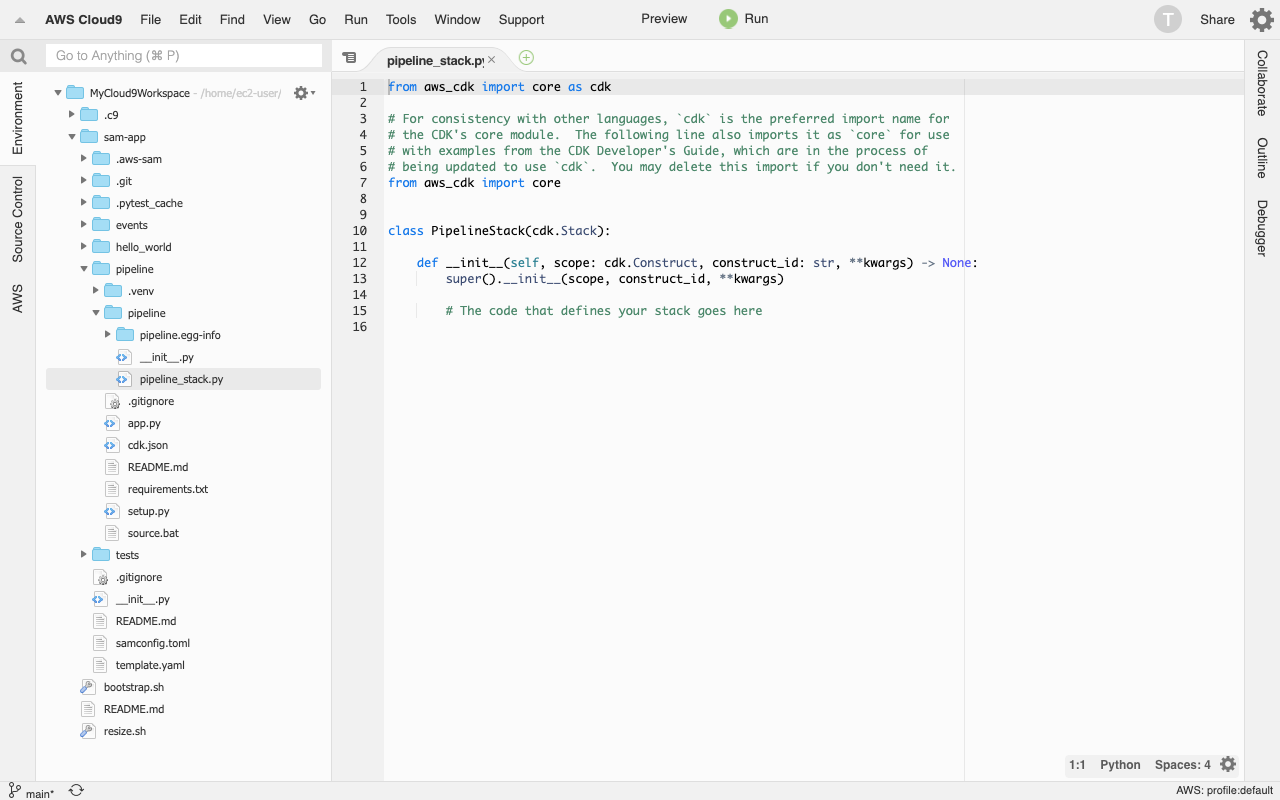 AWS Cloud9 File Edit Find View Go Run Tools Window Support Preview Run T Share
Go to Anything (⌘ P)
pipeline_stack.py
Environment
Source Control
AWS
MyCloud9Workspace - /home/ec2-user/
.c9
sam-app
.aws-sam
.git
.pytest_cache
events
hello_world
pipeline
.venv
pipeline
pipeline.egg-info
__init__.py
pipeline_stack.py
.gitignore
app.py
cdk.json
README.md
requirements.txt
setup.py
source.bat
tests
.gitignore
__init__.py
README.md
samconfig.toml
template.yaml
bootstrap.sh
README.md
resize.sh
1 from aws_cdk import core as cdk
2
3 # For consistency with other languages, `cdk` is the preferred import name for
4 # the CDK's core module.  The following line also imports it as `core` for use
5 # with examples from the CDK Developer's Guide, which are in the process of
6 # being updated to use `cdk`.  You may delete this import if you don't need it.
7 from aws_cdk import core
8
9
10 class PipelineStack(cdk.Stack):
11
12     def __init__(self, scope: cdk.Construct, construct_id: str, **kwargs) -> None:
13         super().__init__(scope, construct_id, **kwargs)
14
15         # The code that defines your stack goes here
16
Collaborate
Outline
Debugger
1:1 Python Spaces: 4
main*
AWS: profile:default